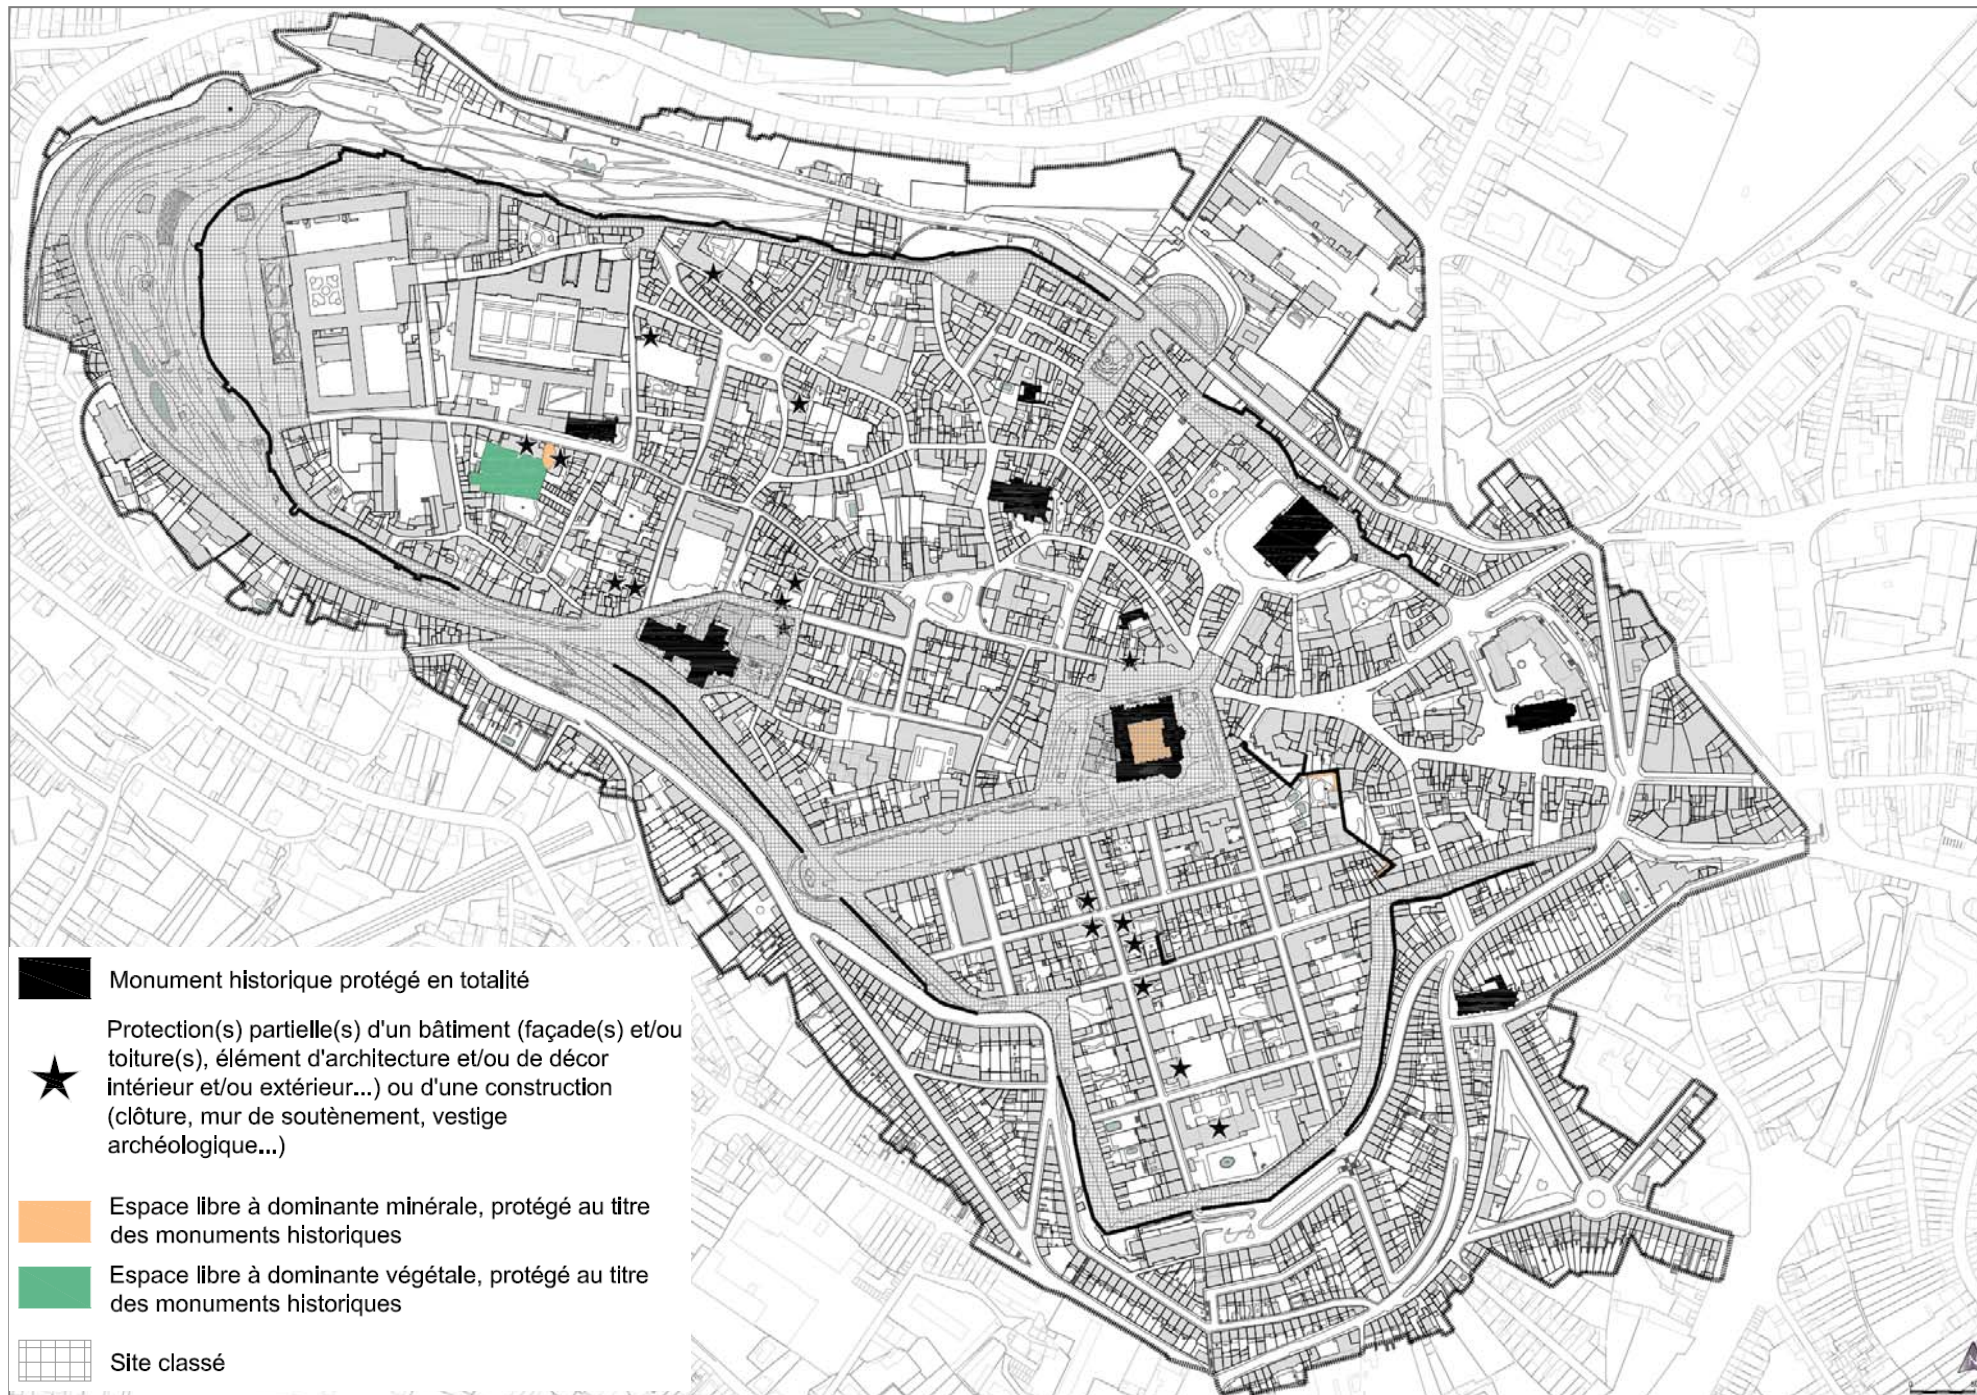 Monument historique protégé en totalité
Protection(s) partielle(s) d'un bâtiment (façade(s) et/ou
toiture(s), élément d'architecture et/ou de décor
intérieur et/ou extérieur...) ou d'une construction
(clôture, mur de soutènement, vestige
archéologique...)
Espace libre à dominante minérale, protégé au titre
des monuments historiques
Espace libre à dominante végétale, protégé au titre
des monuments historiques
Site classé